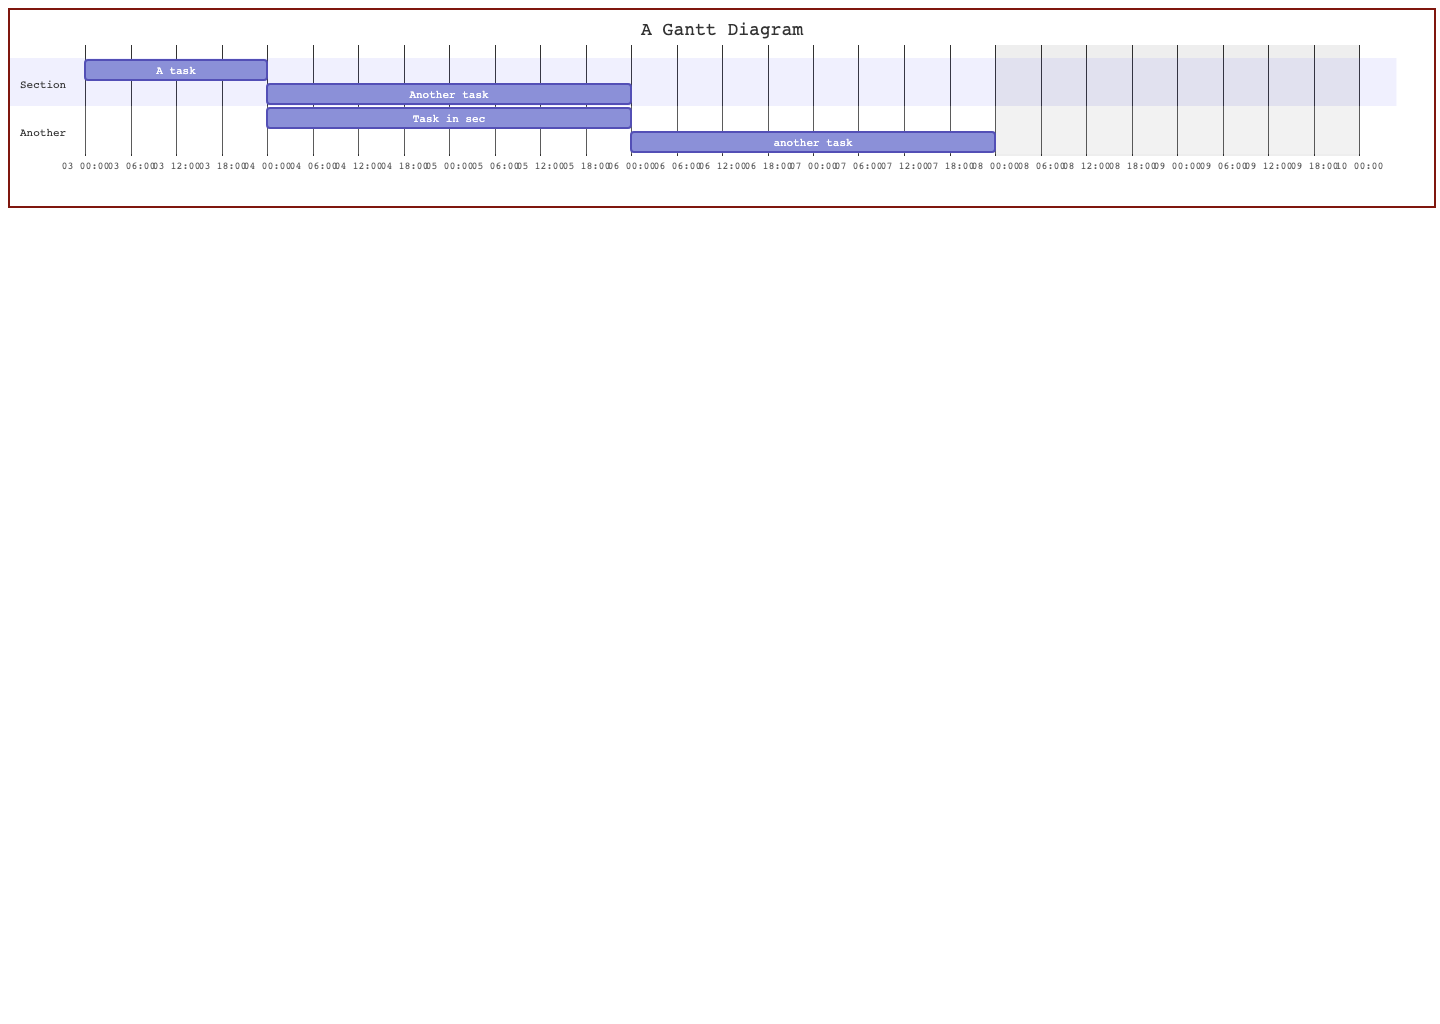 A Gantt Diagram
A task
Section
Another task
Task in sec
Another
another task
03 00:00 03 06:00 03 12:00 03 18:00 04 00:00 04 06:00 04 12:00 04 18:00 05 00:00 05 06:00 05 12:00 05 18:00 06 00:00 06 06:00 06 12:00 06 18:00 07 00:00 07 06:00 07 12:00 07 18:00 08 00:00 08 06:00 08 12:00 08 18:00 09 00:00 09 06:00 09 12:00 09 18:00 10 00:00